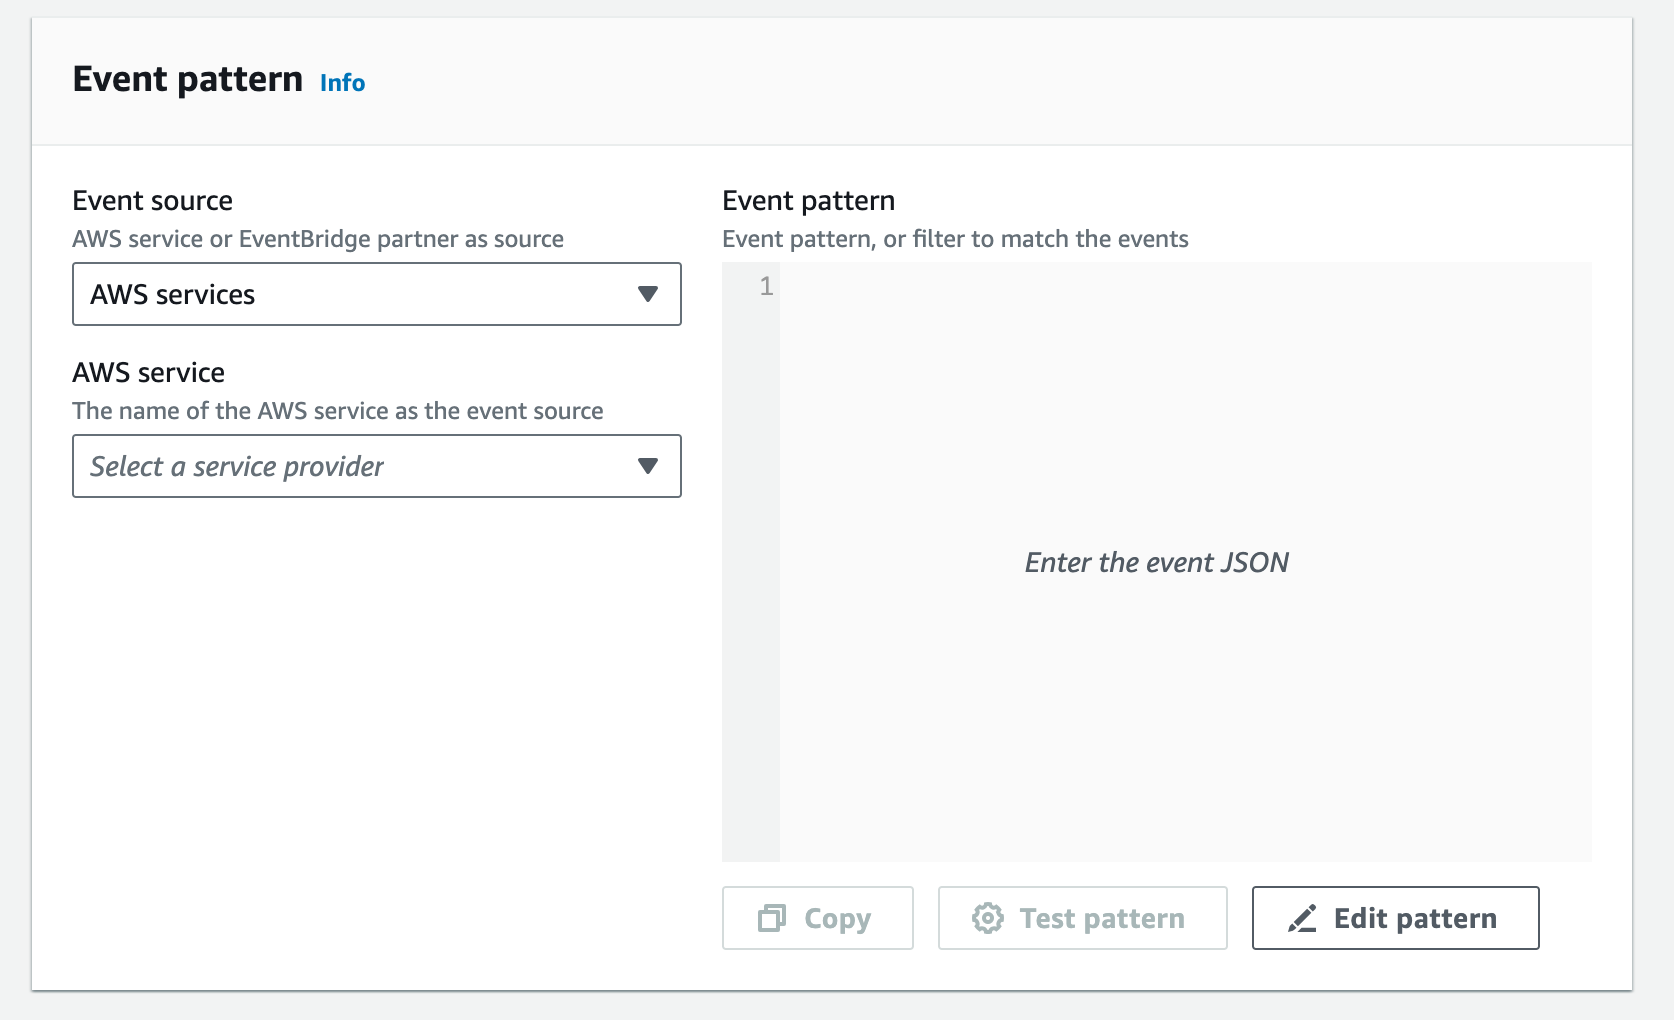 Event pattern Info
Event source
AWS service or EventBridge partner as source
AWS services
AWS service
The name of the AWS service as the event source
Select a service provider
Event pattern
Event pattern, or filter to match the events
1
Enter the event JSON
Copy
Test pattern
Edit pattern